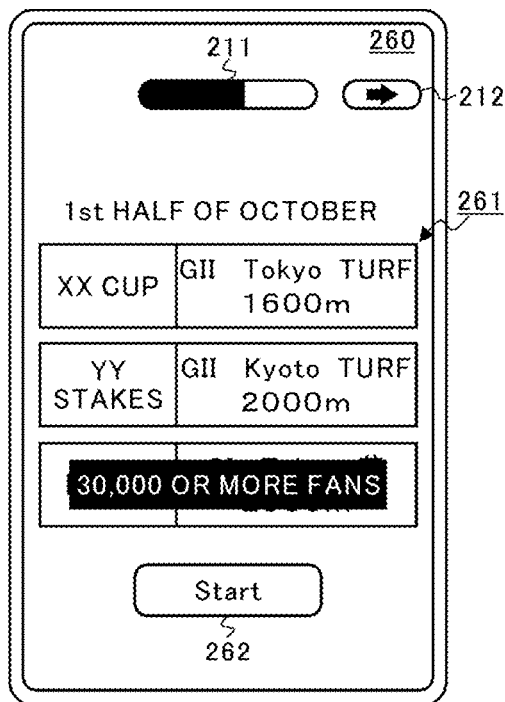 260
211
212
1st HALF OF OCTOBER
261
XX CUP
GII Tokyo TURF
1600m
YY
STAKES
GII Kyoto TURF
2000m
30,000 OR MORE FANS
Start
262